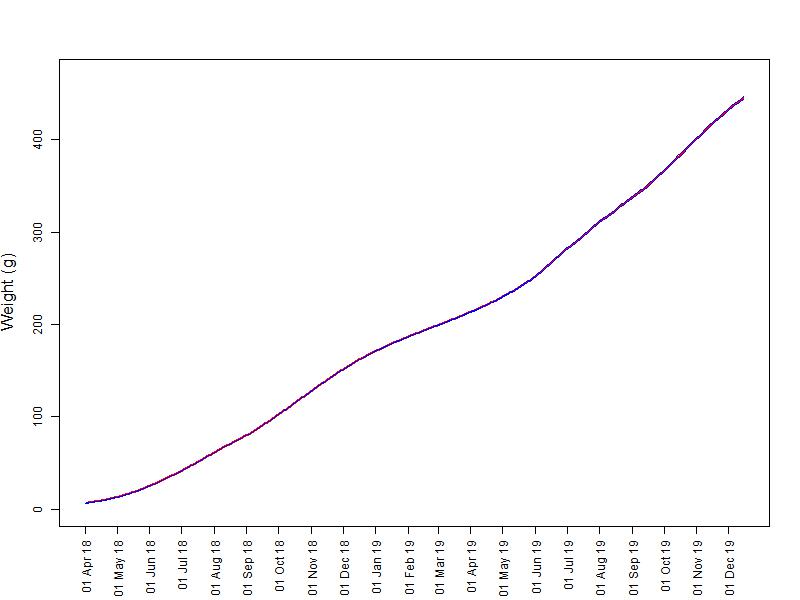 Weight (g)
400
300
200
100
0
01 Apr 18
01 May 18
01 Jun 18
01 Jul 18
01 Aug 18
01 Sep 18
01 Oct 18
01 Nov 18
01 Dec 18
01 Jan 19
01 Feb 19
01 Mar 19
01 Apr 19
01 May 19
01 Jun 19
01 Jul 19
01 Aug 19
01 Sep 19
01 Oct 19
01 Nov 19
01 Dec 19